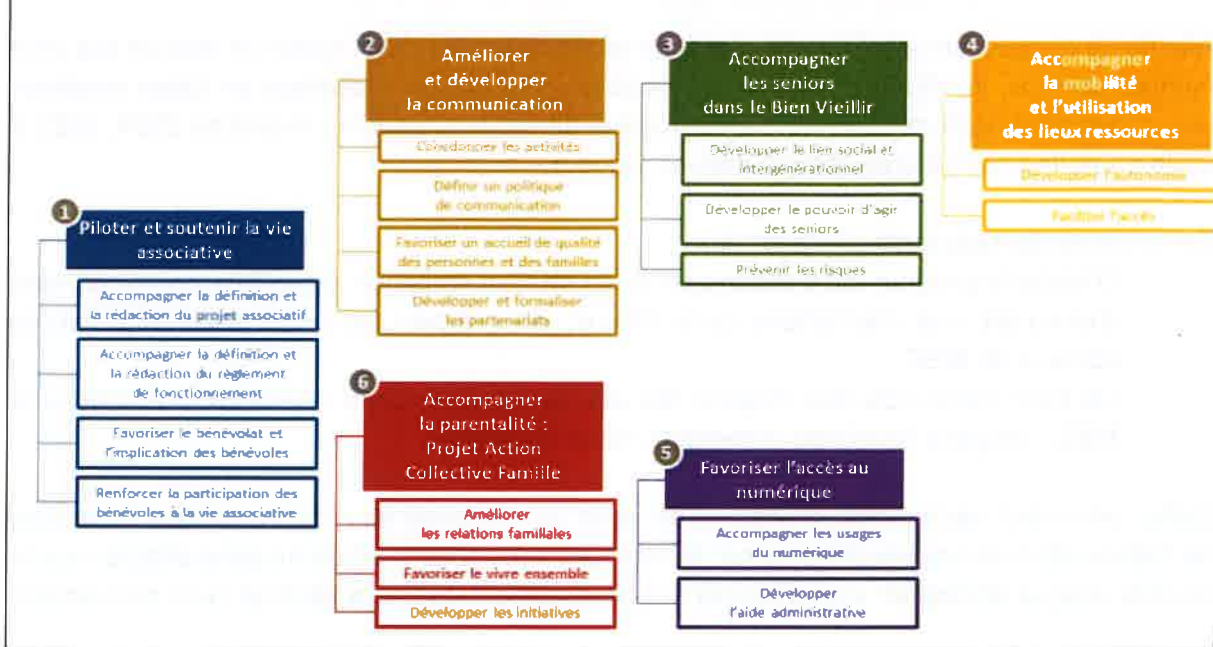 1
Piloter et soutenir la vie
associative
Accompagner la définition et
la rédaction du projet associatif
Accompagner la définition et
la rédaction du règlement
de fonctionnement
Favoriser le bénévolat et
l'implication des bénévoles
Renforcer la participation des
bénévoles à la vie associative
2
Améliorer
et développer
la communication
Coordonner les activités
Définir un politique
de communication
Favoriser un accueil de qualité
des personnes et des familles
Développer et formaliser
les partenariats
3
Accompagner
les seniors
dans le Bien Vieillir
Développer le lien social et
intergénérationnel
Développer le pouvoir d'agir
des seniors
Prévenir les risques
4
Accompagner
la mobilité
et l'utilisation
des lieux ressources
Développer l'autonomie
Faciliter l'accès
6
Accompagner
la parentalité :
Projet Action
Collective Famille
Améliorer
les relations familiales
Favoriser le vivre ensemble
Développer les initiatives
5
Favoriser l'accès au
numérique
Accompagner les usages
du numérique
Développer
l'aide administrative